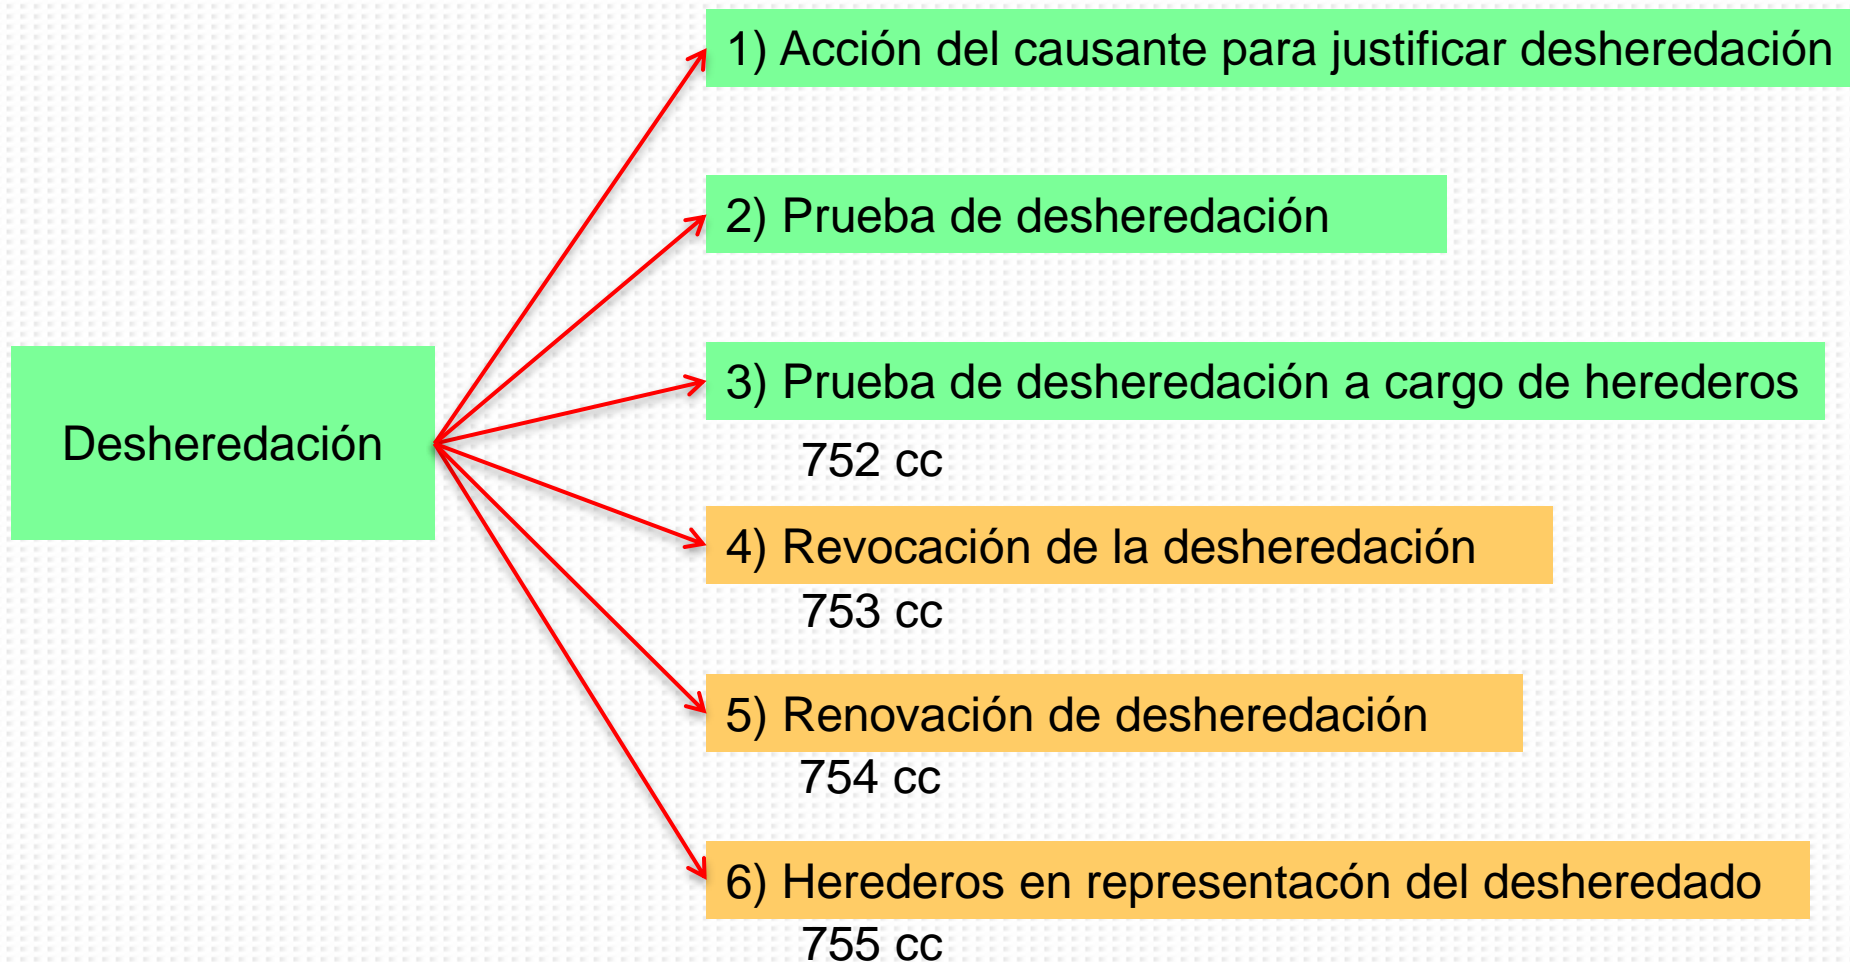 Desheredación
1) Acción del causante para justificar desheredación
2) Prueba de desheredación
3) Prueba de desheredación a cargo de herederos
752 cc
4) Revocación de la desheredación
753 cc
5) Renovación de desheredación
754 cc
6) Herederos en representacón del desheredado
755 cc